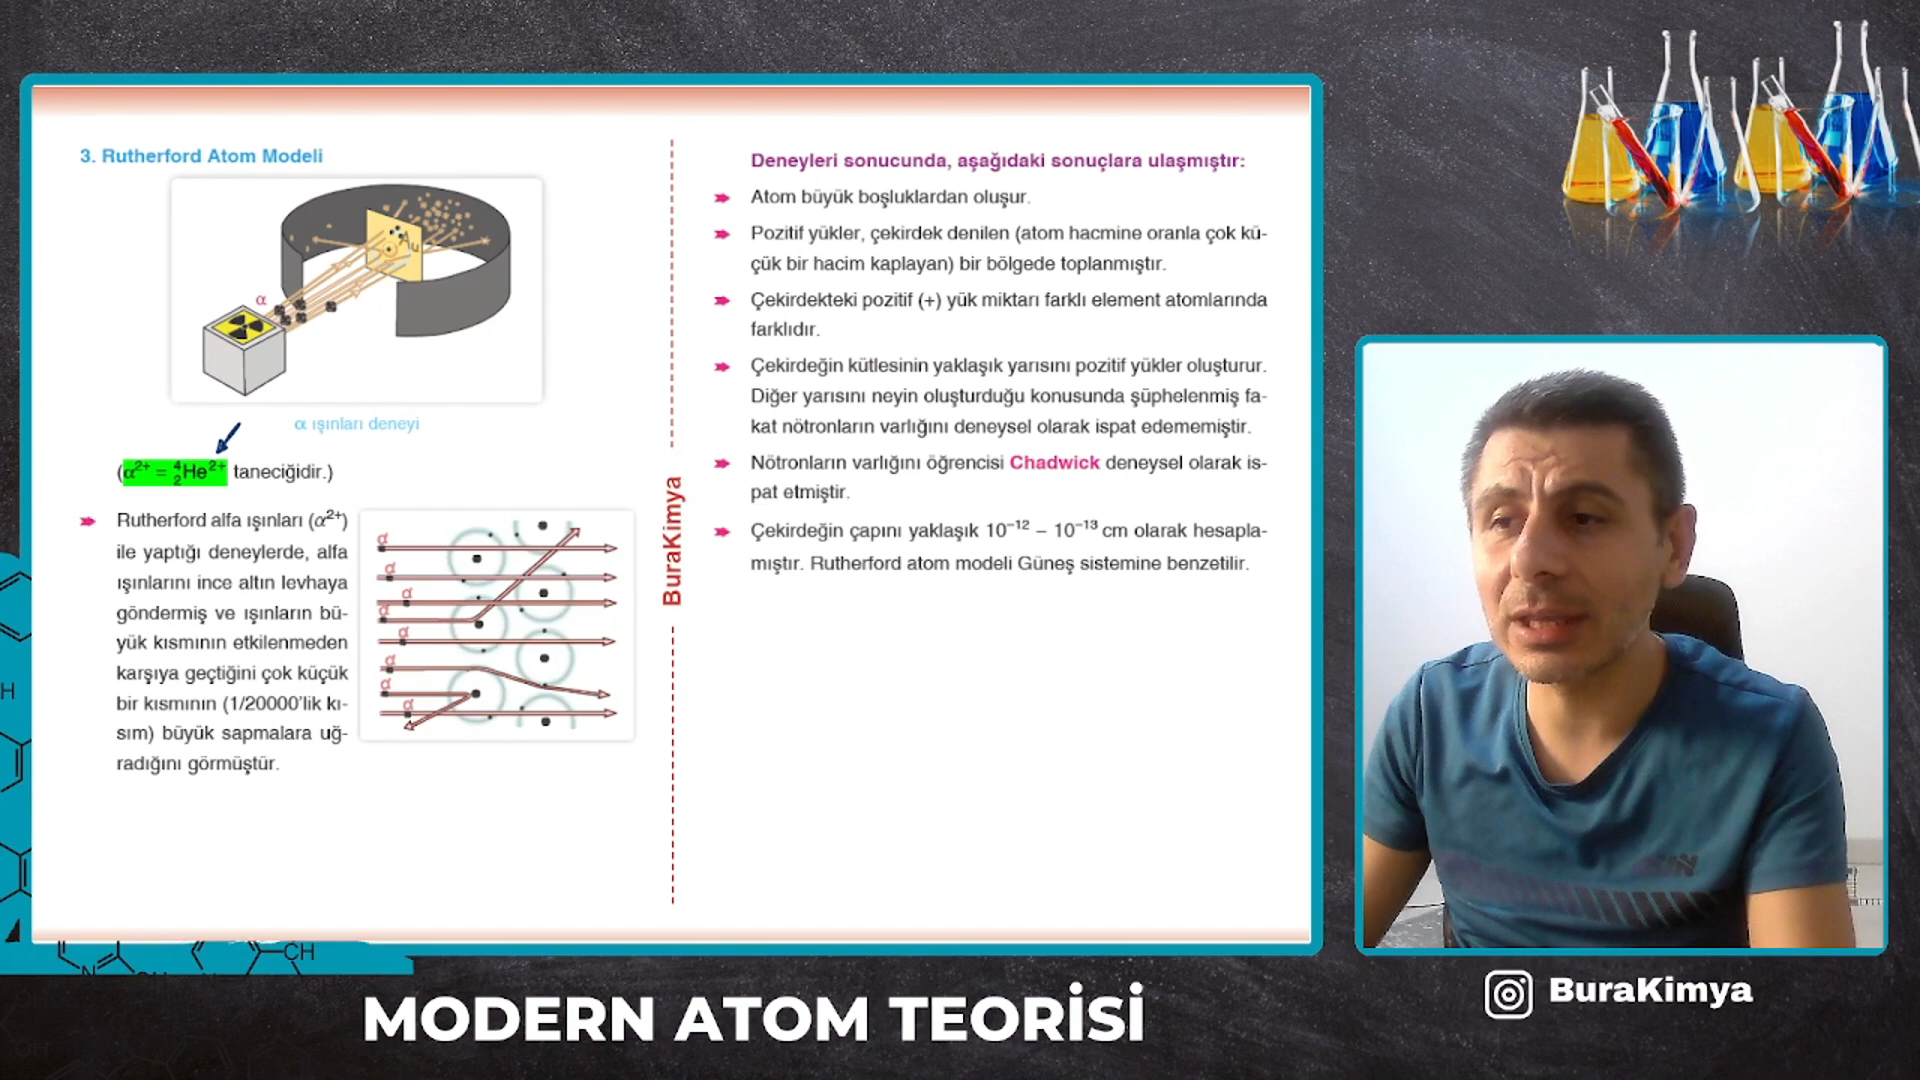 3. Rutherford Atom Modeli
Au
α
α ışınları deneyi
(α²⁺ = ⁴₂He²⁺ taneciğidir.)
Rutherford alfa ışınları (α²⁺)
ile yaptığı deneylerde, alfa
ışınlarını ince altın levhaya
göndermiş ve ışınların bü-
yük kısmının etkilenmeden
karşıya geçtiğini çok küçük
bir kısmının (1/20000'lik kı-
sım) büyük sapmalara uğ-
radığını görmüştür.
α
α
α
α
α
α
α
α
BuraKimya
Deneyleri sonucunda, aşağıdaki sonuçlara ulaşmıştır:
Atom büyük boşluklardan oluşur.
Pozitif yükler, çekirdek denilen (atom hacmine oranla çok kü-
çük bir hacim kaplayan) bir bölgede toplanmıştır.
Çekirdekteki pozitif (+) yük miktarı farklı element atomlarında
farklıdır.
Çekirdeğin kütlesinin yaklaşık yarısını pozitif yükler oluşturur.
Diğer yarısını neyin oluşturduğu konusunda şüphelenmiş fa-
kat nötronların varlığını deneysel olarak ispat edememiştir.
Nötronların varlığını öğrencisi Chadwick deneysel olarak is-
pat etmiştir.
Çekirdeğin çapını yaklaşık 10⁻¹² – 10⁻¹³ cm olarak hesapla-
mıştır. Rutherford atom modeli Güneş sistemine benzetilir.
H
CH
N
MODERN ATOM TEORİSİ
BuraKimya